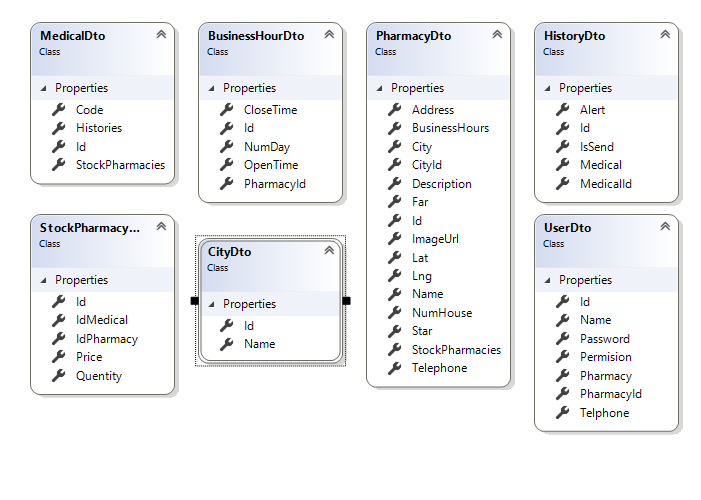 MedicalDto
Class
Properties
Code
Histories
Id
StockPharmacies
BusinessHourDto
Class
Properties
CloseTime
Id
NumDay
OpenTime
PharmacyId
PharmacyDto
Class
Properties
Address
BusinessHours
City
CityId
Description
Far
Id
ImageUrl
Lat
Lng
Name
NumHouse
Star
StockPharmacies
Telephone
HistoryDto
Class
Properties
Alert
Id
IsSend
Medical
MedicalId
StockPharmacy...
Class
Properties
Id
IdMedical
IdPharmacy
Price
Quentity
CityDto
Class
Properties
Id
Name
UserDto
Class
Properties
Id
Name
Password
Permision
Pharmacy
PharmacyId
Telphone